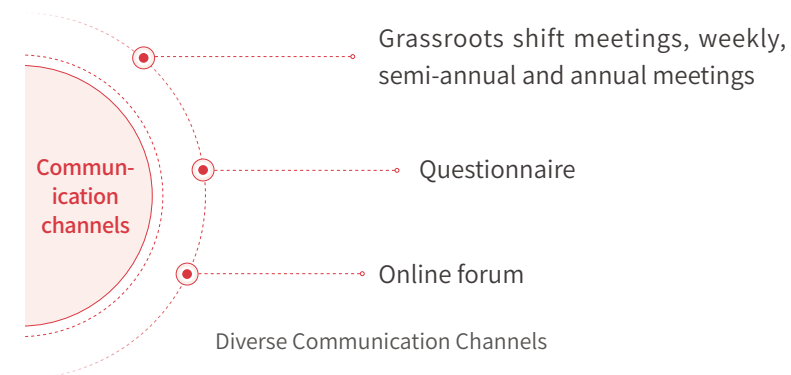 Grassroots shift meetings, weekly,
semi-annual and annual meetings
Commun-
ication
channels
Questionnaire
Online forum
Diverse Communication Channels